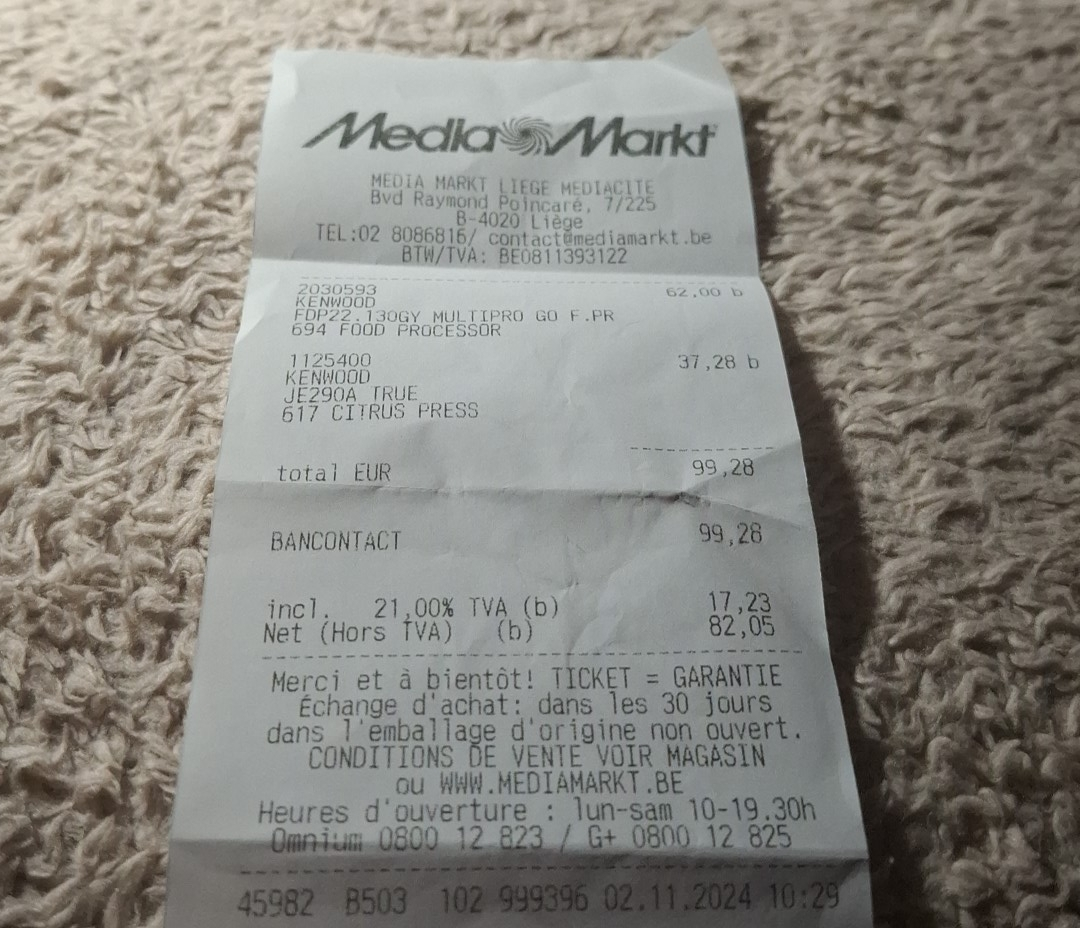 Media Markt
MEDIA MARKT LIEGE MEDIACITE
Bvd Raymond Poincaré, 7/225
B-4020 Liège
TEL:02 8086816/ contact@mediamarkt.be
BTW/TVA: BE0811393122
2030593 62,00 b
KENWOOD
FDP22.130GY MULTIPRO GO F.PR
694 FOOD PROCESSOR
1125400 37,28 b
KENWOOD
JE290A TRUE
617 CITRUS PRESS
total EUR 99,28
BANCONTACT 99,28
incl. 21,00% TVA (b) 17,23
Net (Hors TVA) (b) 82,05
Merci et à bientôt! TICKET = GARANTIE
Échange d'achat: dans les 30 jours
dans l'emballage d'origine non ouvert.
CONDITIONS DE VENTE VOIR MAGASIN
ou WWW.MEDIAMARKT.BE
Heures d'ouverture : lun-sam 10-19.30h
Omnium 0800 12 823 / G+ 0800 12 825
45982 B503 102 999396 02.11.2024 10:29